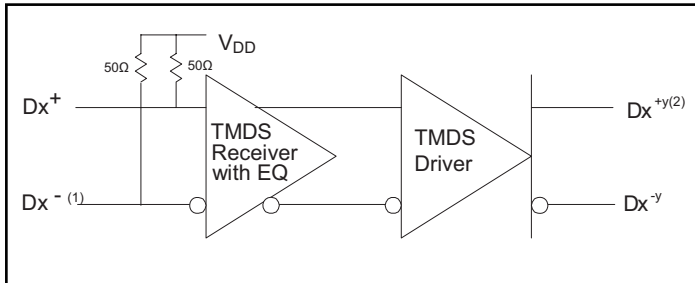 VDD
50Ω 50Ω
Dx+
TMDS
Receiver
with EQ
TMDS
Driver
Dx+y(2)
Dx- (1)
Dx-y